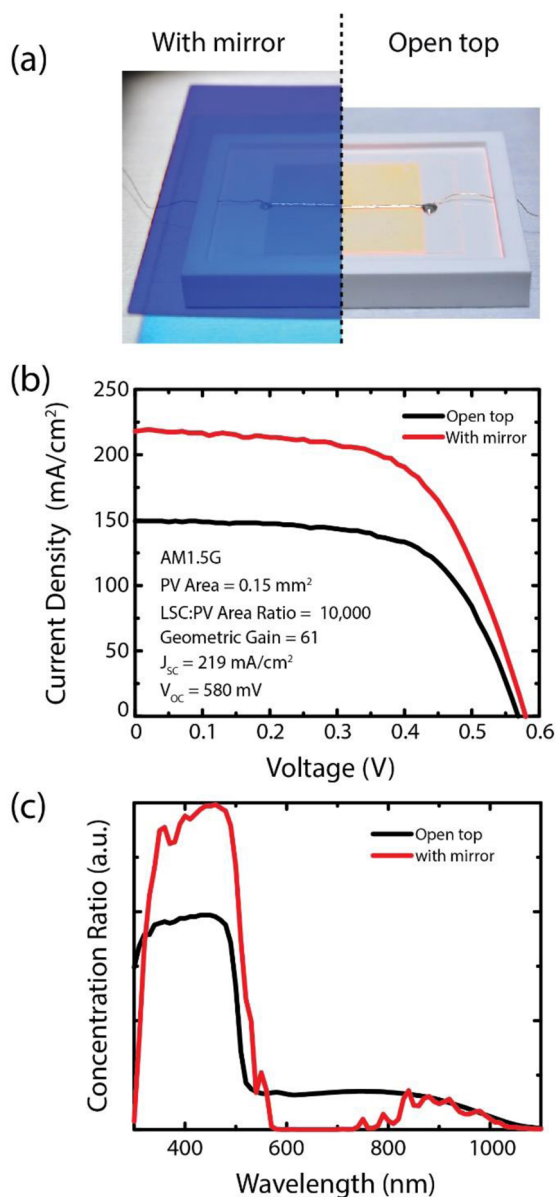 With mirror
Open top
(a)
(b)
250
200
150
100
50
0
Current Density (mA/cm²)
Open top
With mirror
AM1.5G
PV Area = 0.15 mm²
LSC:PV Area Ratio = 10,000
Geometric Gain = 61
J_SC = 219 mA/cm²
V_OC = 580 mV
0 0.1 0.2 0.3 0.4 0.5 0.6
Voltage (V)
(c)
Concentration Ratio (a.u.)
Open top
with mirror
400 600 800 1000
Wavelength (nm)